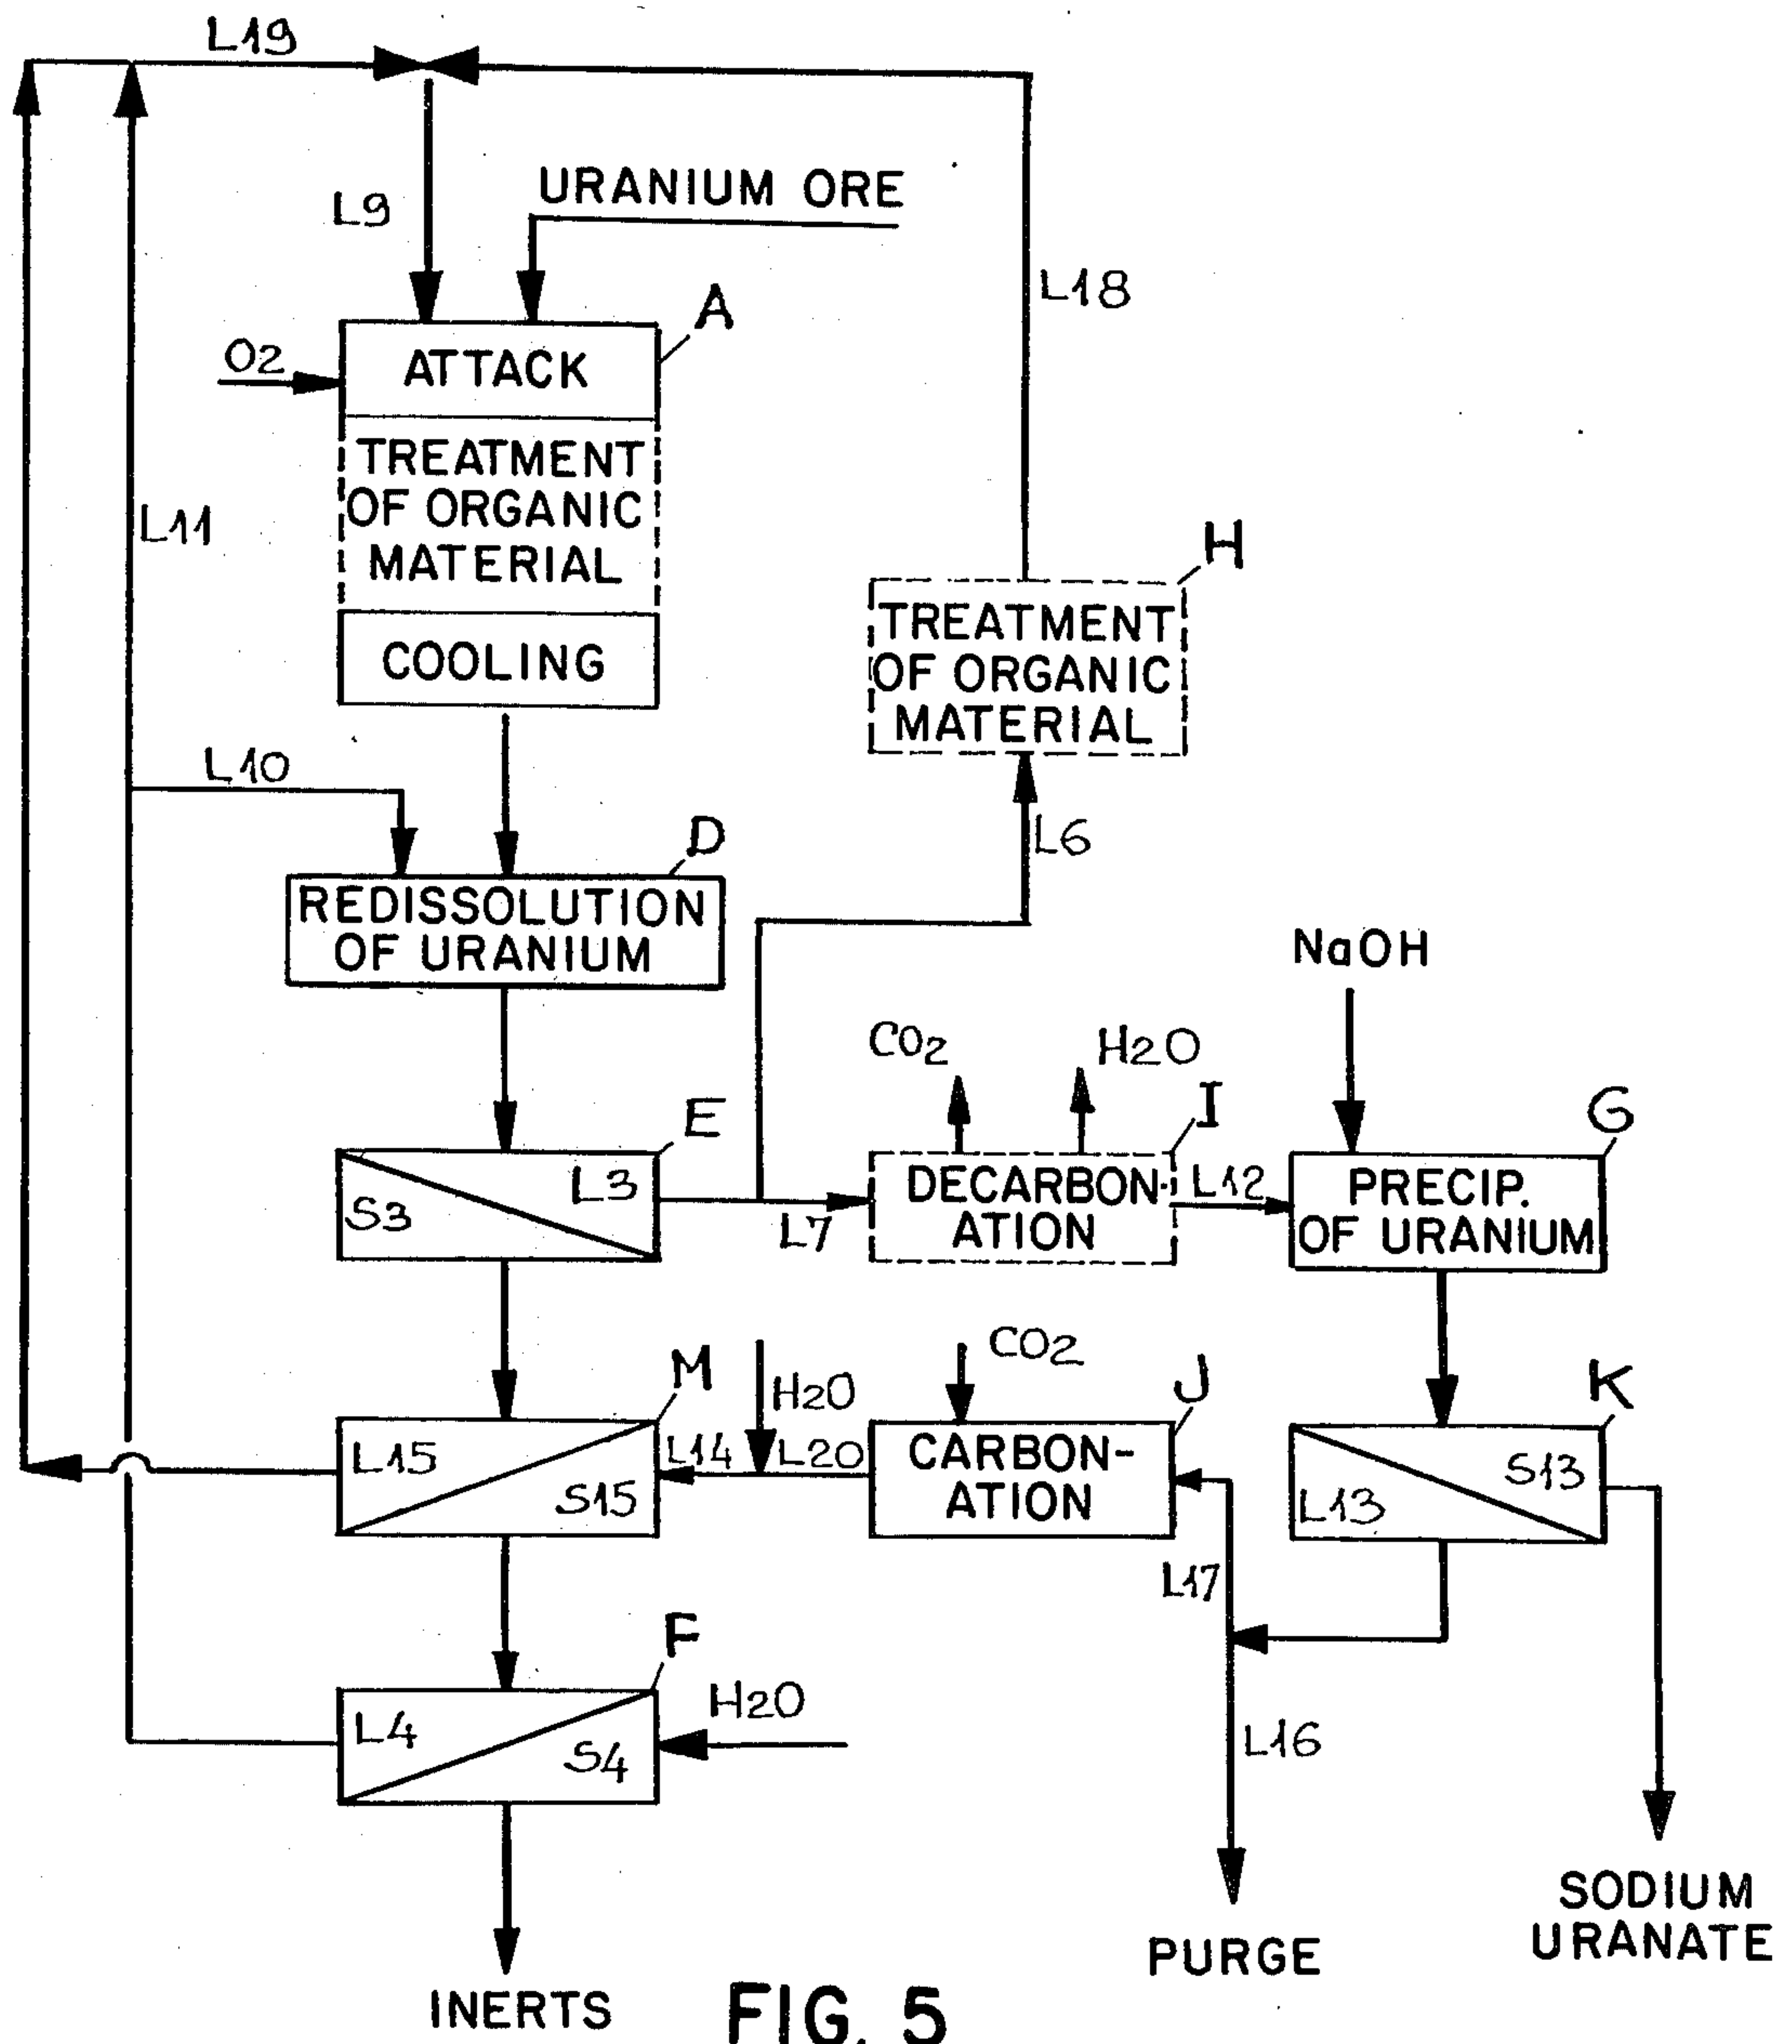 L19
URANIUM ORE
L9
L18
A
O2
ATTACK
TREATMENT
OF ORGANIC
MATERIAL
L11
COOLING
H
TREATMENT
OF ORGANIC
MATERIAL
L10
L6
D
REDISSOLUTION
OF URANIUM
NaOH
CO2
H2O
E
I
G
L3
S3
L7
DECARBON-
ATION
L12
PRECIP.
OF URANIUM
M
H2O
CO2
J
K
L15
S15
L14
L20
CARBON-
ATION
S13
L13
L17
F
L4
S4
H2O
L16
SODIUM
URANATE
PURGE
INERTS
FIG. 5